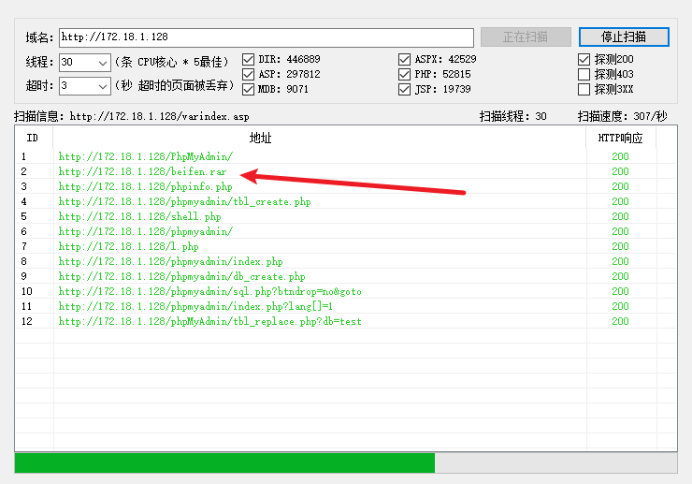 域名: http://172.18.1.128 正在扫描 停止扫描
线程: 30 (条 CPU核心 * 5最佳) DIR: 446889 ASPX: 42529 探测200
ASP: 297812 PHP: 52815 探测403
超时: 3 (秒 超时的页面被丢弃) MDB: 9071 JSP: 19739 探测3XX
扫描信息: http://172.18.1.128/varindex.asp 扫描线程: 30 扫描速度: 307/秒
ID 地址 HTTP响应
1 http://172.18.1.128/PhpMyAdmin/ 200
2 http://172.18.1.128/beifen.rar 200
3 http://172.18.1.128/phpinfo.php 200
4 http://172.18.1.128/phpmyadmin/tbl_create.php 200
5 http://172.18.1.128/shell.php 200
6 http://172.18.1.128/phpmyadmin/ 200
7 http://172.18.1.128/l.php 200
8 http://172.18.1.128/phpMyAdmin/index.php 200
9 http://172.18.1.128/phpMyAdmin/db_create.php 200
10 http://172.18.1.128/phpMyAdmin/sql.php?btndrop=no&goto 200
11 http://172.18.1.128/phpMyAdmin/index.php?lang[]=1 200
12 http://172.18.1.128/phpMyAdmin/tbl_replace.php?db=test 200